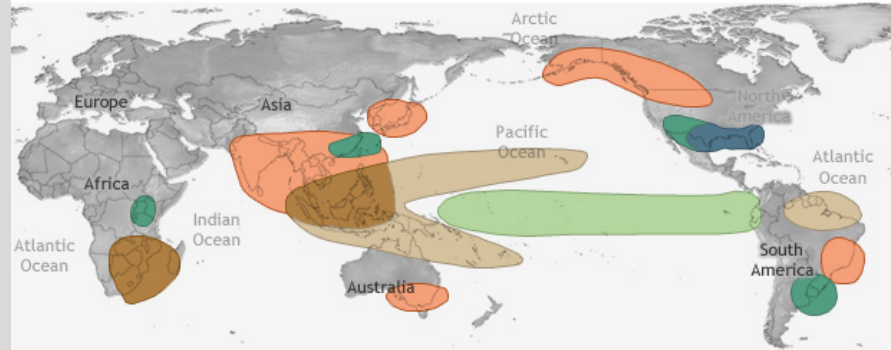 Arctic
Ocean
Europe
Asia
North
America
Pacific
Ocean
Atlantic
Ocean
Africa
Indian
Ocean
Atlantic
Ocean
South
America
Australia